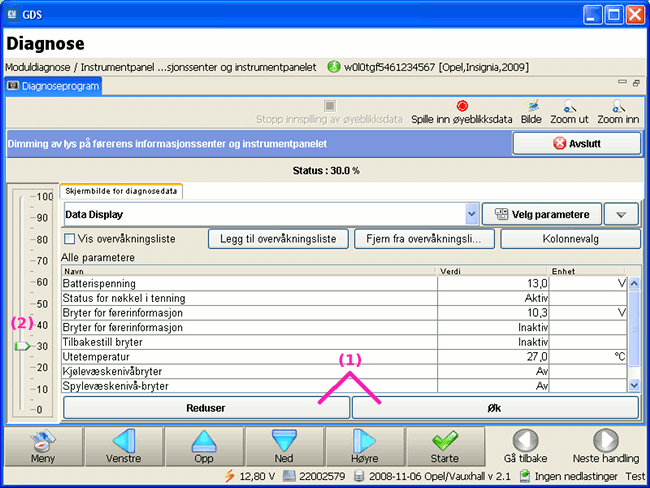 GDS
Diagnose
Moduldiagnose / Instrumentpanel ...sjonssenter og instrumentpanelet w0l0tgf5461234567 [Opel,Insignia,2009]
Diagnoseprogram
Stopp innspilling av øyeblikksdata Spille inn øyeblikksdata Bilde Zoom ut Zoom inn
Dimming av lys på førerens informasjonssenter og instrumentpanelet Avslutt
Status : 30.0 %
Skjermbilde for diagnosedata
Data Display Velg parametere
Vis overvåkningsliste Legg til overvåkningsliste Fjern fra overvåkningsli... Kolonnevalg
Alle parametere
Navn Verdi Enhet
Batterispenning 13,0 V
Status for nøkkel i tenning Aktiv
Bryter for førerinformasjon 10,3 V
Bryter for førerinformasjon Inaktiv
Tilbakestill bryter Inaktiv
Utetemperatur 27,0 °C
Kjølevæskenivåbryter Av
Spylevæskenivå-bryter Av
100
90
80
70
60
50
40
30
20
10
0
(2)
(1)
Reduser Øk
Meny Venstre Opp Ned Høyre Starte Gå tilbake Neste handling
12,80 V 22002579 2008-11-06 Opel/Vauxhall v 2.1 Ingen nedlastinger Test